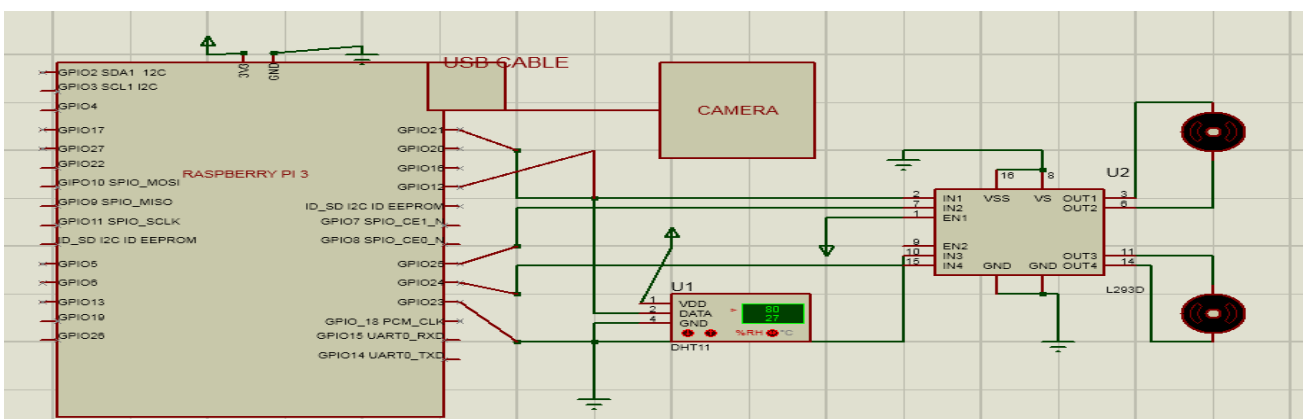 USB CABLE
3V3
GND
GPIO2 SDA1 12C
GPIO3 SCL1 I2C
GPIO4
GPIO17
GPIO27
GPIO22
GIPO10 SPIO_MOSI
GPIO9 SPIO_MISO
GPIO11 SPIO_SCLK
ID_SD I2C ID EEPROM
GPIO5
GPIO6
GPIO13
GPIO19
GPIO26
RASPBERRY PI 3
GPIO21
GPIO20
GPIO16
GPIO12
ID_SD I2C ID EEPROM
GPIO7 SPIO_CE1_N
GPIO8 SPIO_CE0_N
GPIO25
GPIO24
GPIO23
GPIO_18 PCM_CLK
GPIO15 UART0_RXD
GPIO14 UART0_TXD
CAMERA
U1
1 VDD
2 DATA
4 GND
80
27
%RH °C
DHT11
U2
16 8
2 IN1 VSS VS OUT1 3
7 IN2 OUT2 6
1 EN1
9 EN2
10 IN3 OUT3 11
15 IN4 GND GND OUT4 14
L293D